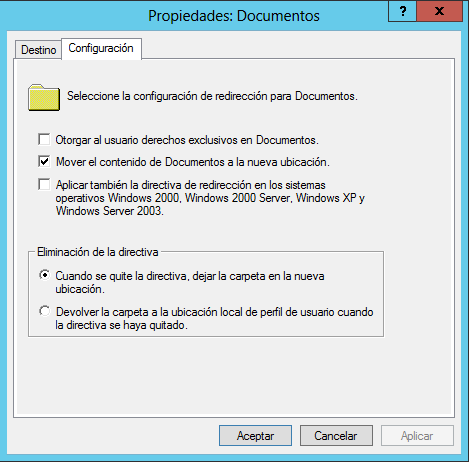 Propiedades: Documentos
?
x
Destino
Configuración
Seleccione la configuración de redirección para Documentos.
Otorgar al usuario derechos exclusivos en Documentos.
Mover el contenido de Documentos a la nueva ubicación.
Aplicar también la directiva de redirección en los sistemas
operativos Windows 2000, Windows 2000 Server, Windows XP y
Windows Server 2003.
Eliminación de la directiva
Cuando se quite la directiva, dejar la carpeta en la nueva
ubicación.
Devolver la carpeta a la ubicación local de perfil de usuario cuando
la directiva se haya quitado.
Aceptar
Cancelar
Aplicar